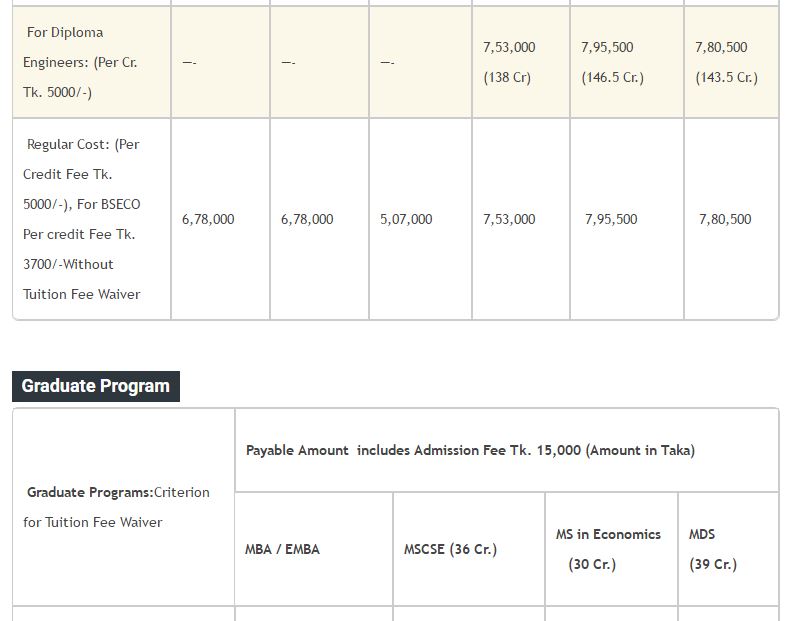 For Diploma
Engineers: (Per Cr.
Tk. 5000/-)
—-
—-
—-
7,53,000
(138 Cr)
7,95,500
(146.5 Cr.)
7,80,500
(143.5 Cr.)
Regular Cost: (Per
Credit Fee Tk.
5000/-), For BSECO
Per credit Fee Tk.
3700/-Without
Tuition Fee Waiver
6,78,000
6,78,000
5,07,000
7,53,000
7,95,500
7,80,500
Graduate Program
Graduate Programs:Criterion
for Tuition Fee Waiver
Payable Amount includes Admission Fee Tk. 15,000 (Amount in Taka)
MBA / EMBA
MSCSE (36 Cr.)
MS in Economics
(30 Cr.)
MDS
(39 Cr.)